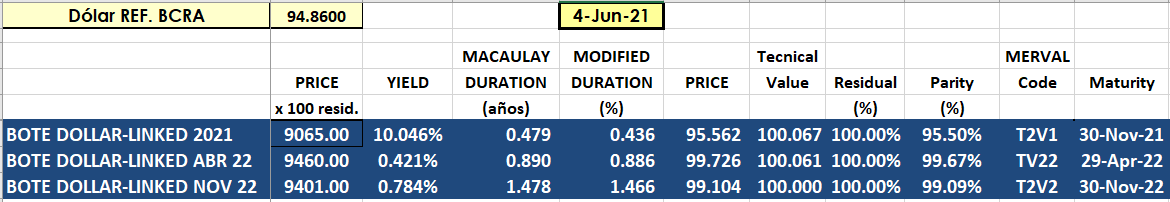 Dólar REF. BCRA 94.8600 4-Jun-21
MACAULAY MODIFIED Tecnical MERVAL
PRICE YIELD DURATION DURATION PRICE Value Residual Parity Code Maturity
x 100 resid. (años) (%) (%) (%)
BOTE DOLLAR-LINKED 2021 9065.00 10.046% 0.479 0.436 95.562 100.067 100.00% 95.50% T2V1 30-Nov-21
BOTE DOLLAR-LINKED ABR 22 9460.00 0.421% 0.890 0.886 99.726 100.061 100.00% 99.67% TV22 29-Apr-22
BOTE DOLLAR-LINKED NOV 22 9401.00 0.784% 1.478 1.466 99.104 100.000 100.00% 99.09% T2V2 30-Nov-22